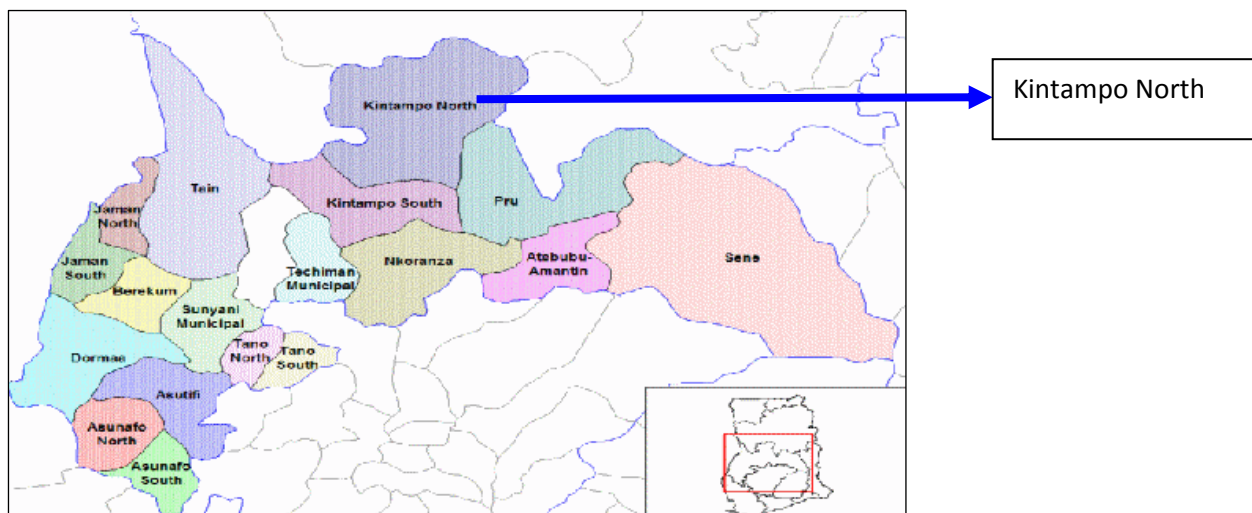 Kintampo North
Kintampo North
Tain
Kintampo South
Pru
Jaman
North
Nkoranza
Atebubu-
Amantin
Sene
Jaman
South
Techiman
Municipal
Berekum
Sunyani
Municipal
Tano
North
Tano
South
Dormaa
Asutifi
Asunafo
North
Asunafo
South